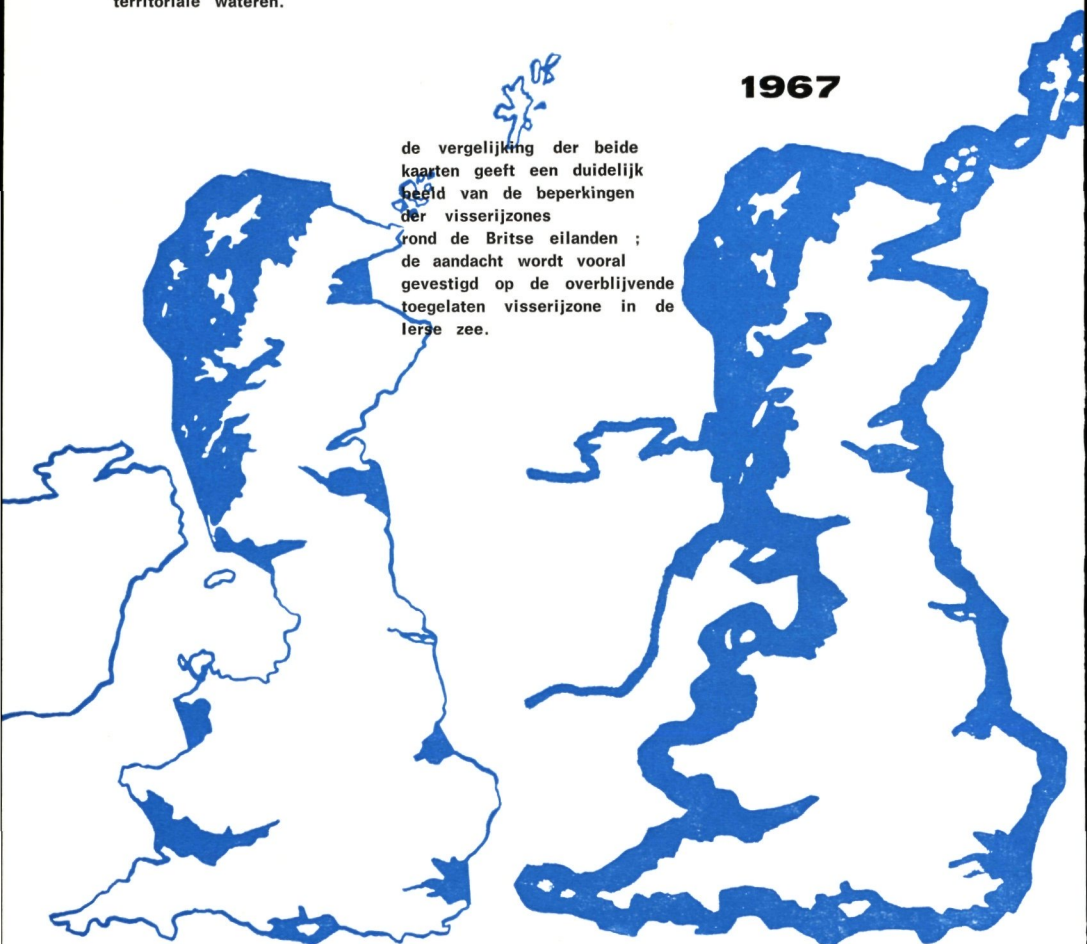 territoriale wateren.
1967
de vergelijking der beide
kaarten geeft een duidelijk
beeld van de beperkingen
der visserijzones
rond de Britse eilanden ;
de aandacht wordt vooral
gevestigd op de overblijvende
toegelaten visserijzone in de
Ierse zee.